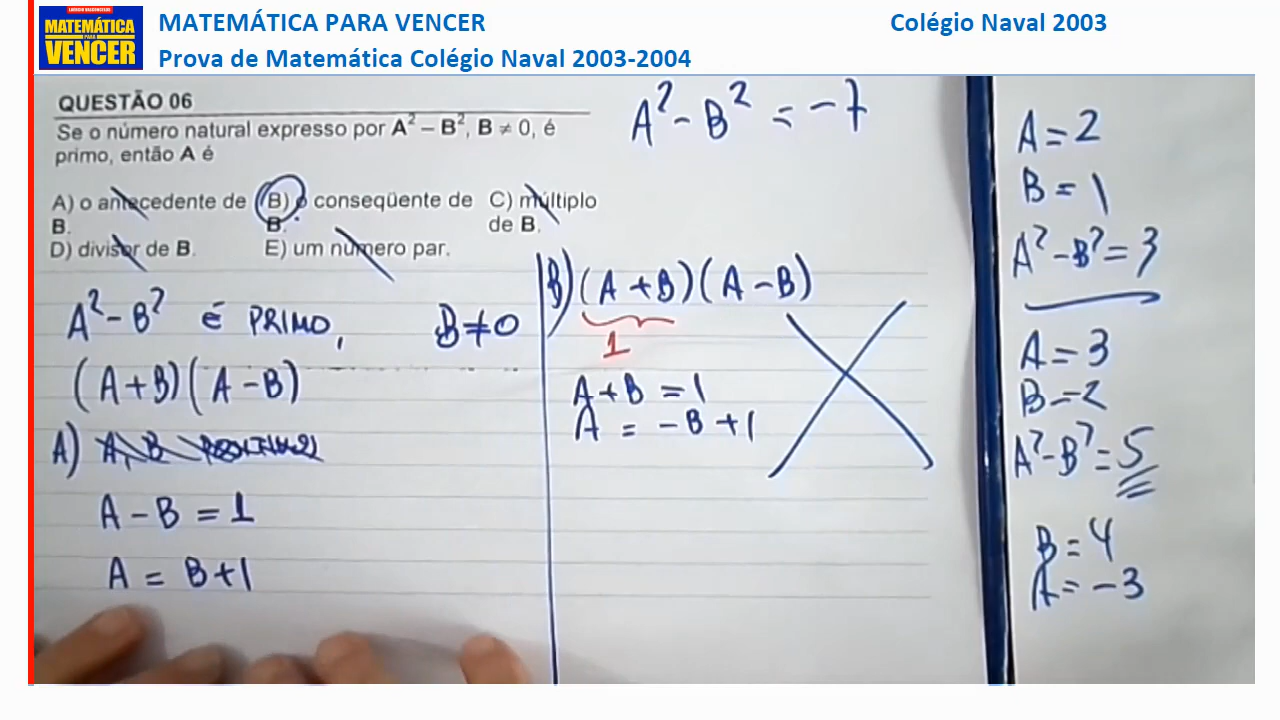 LAERCIO VASCONCELOS
MATEMÁTICA
PARA
VENCER
MATEMÁTICA PARA VENCER
Colégio Naval 2003
Prova de Matemática Colégio Naval 2003-2004
QUESTÃO 06
Se o número natural expresso por A² – B², B ≠ 0, é
primo, então A é
A) o antecedente de B.
B) o conseqüente de B.
C) múltiplo de B.
D) divisor de B.
E) um número par.
A² - B² = -7
A² - B² É PRIMO, B ≠ 0
(A + B)(A - B)
A)
A - B = 1
A = B + 1
B) (A + B)(A - B)
1
A + B = 1
A = -B + 1
A = 2
B = 1
A² - B² = 3
A = 3
B = 2
A² - B² = 5
B = 4
A = -3